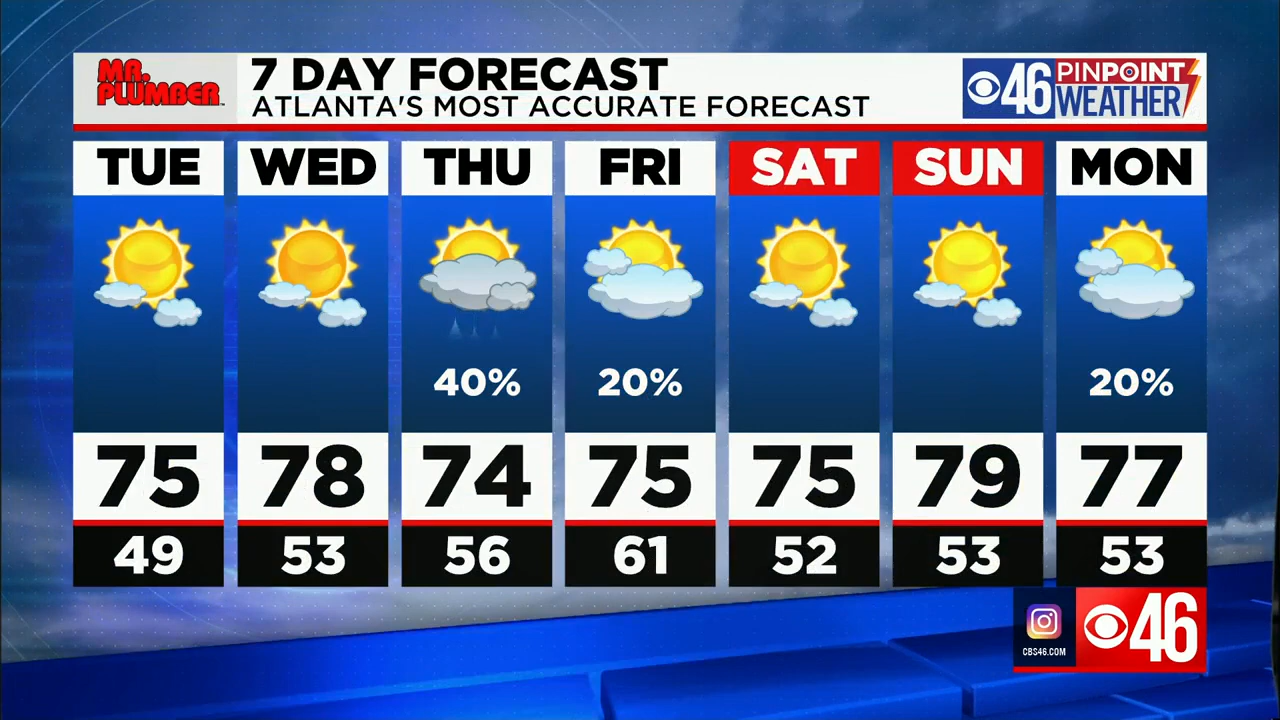 MR.
PLUMBER
7 DAY FORECAST
ATLANTA'S MOST ACCURATE FORECAST
46 PINPOINT
WEATHER
TUE WED THU FRI SAT SUN MON
40% 20% 20%
75 78 74 75 75 79 77
49 53 56 61 52 53 53
CBS46.COM
46